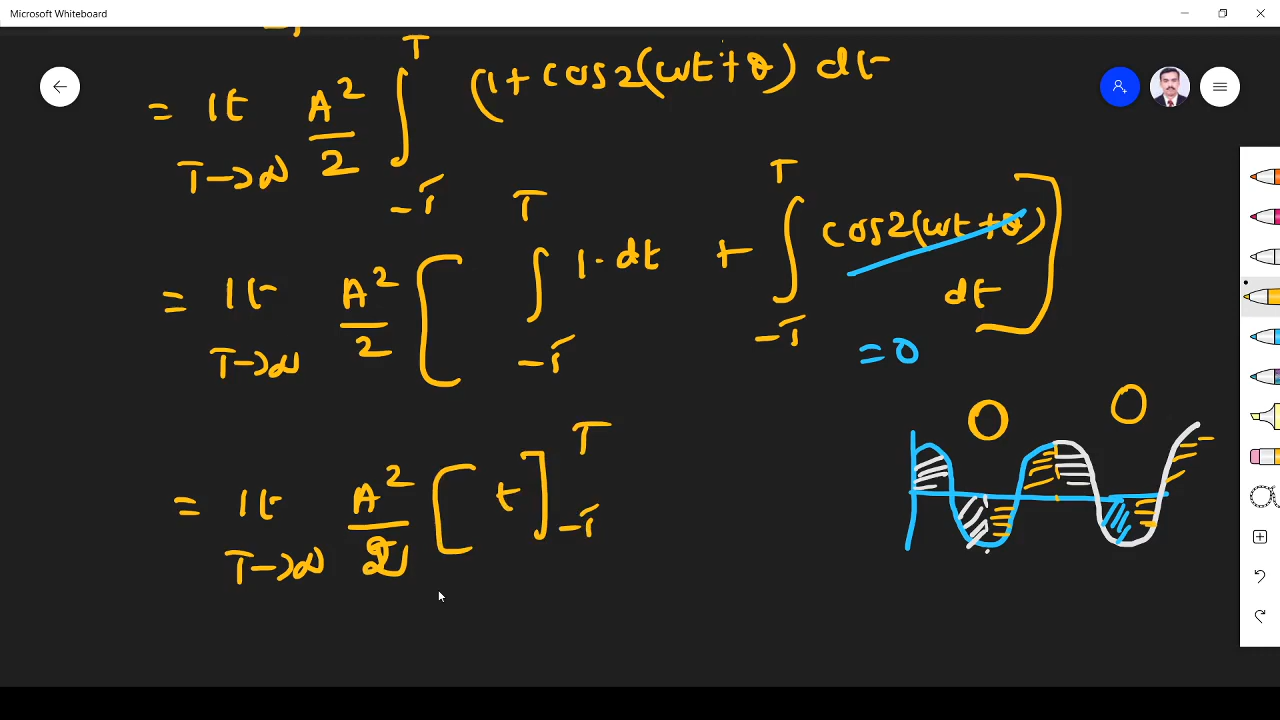 Microsoft Whiteboard
= lt T→∞ A²/2 ∫_{-T}^{T} (1 + cos2(ωt+θ) dt
= lt T→∞ A²/2 [ ∫_{-T}^{T} 1·dt + ∫_{-T}^{T} cos2(ωt+θ) dt ]
= 0
0 0
= lt T→∞ A²/2 [ t ]_{-T}^{T}